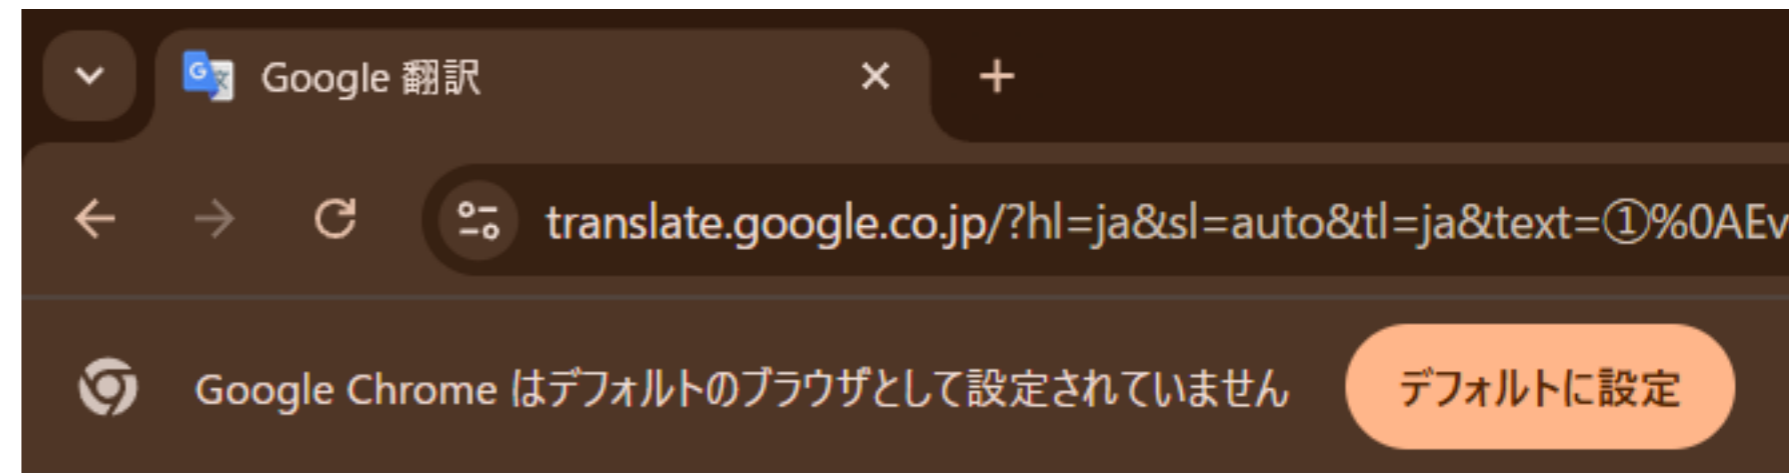 Google 翻訳
translate.google.co.jp/?hl=ja&sl=auto&tl=ja&text=①%0AEv
Google Chrome はデフォルトのブラウザとして設定されていません
デフォルトに設定